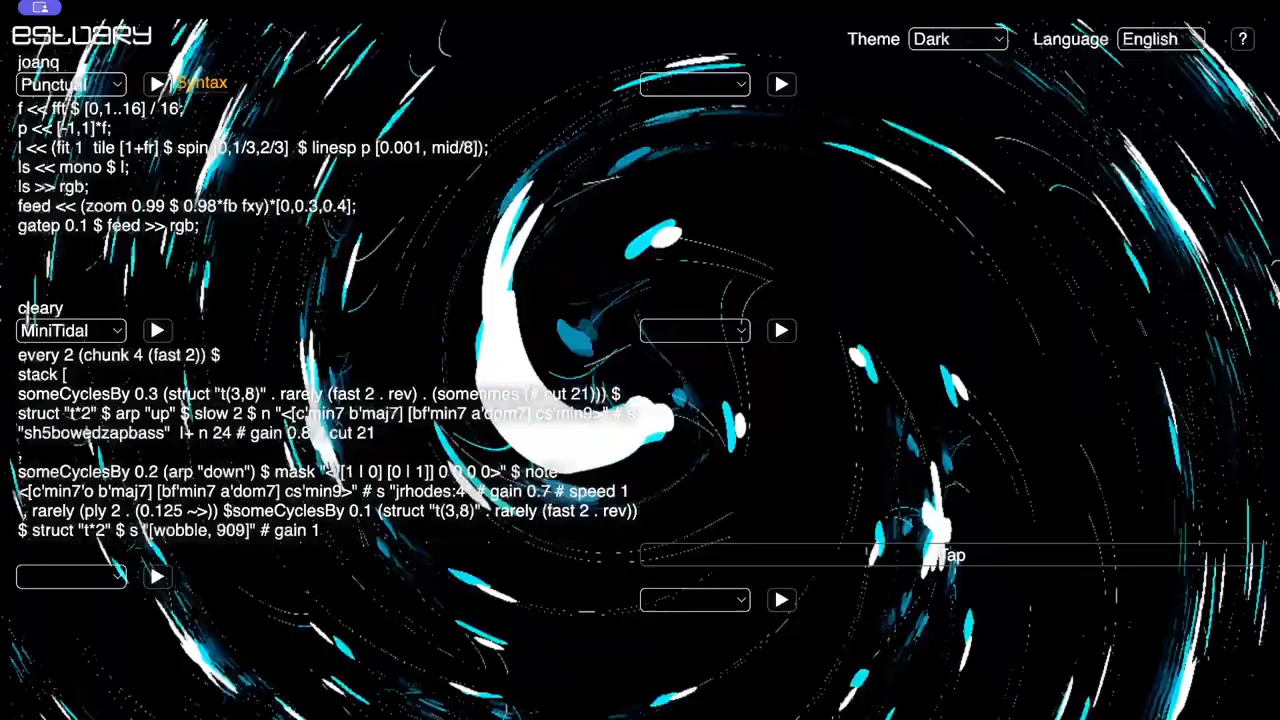 estuary
Theme Dark Language English ?
joanq
Punctual Syntax
f << fft $ [0,1..16] / 16;
p << [-1,1]*f;
l << (fit 1 tile [1+fr] $ spin [0,1/3,2/3] $ linesp p [0.001, mid/8]);
ls << mono $ l;
ls >> rgb;
feed << (zoom 0.99 $ 0.98*fb fxy)*[0,0.3,0.4];
gatep 0.1 $ feed >> rgb;
cleary
MiniTidal
every 2 (chunk 4 (fast 2)) $
stack [
someCyclesBy 0.3 (struct "t(3,8)" . rarely (fast 2 . rev) . (sometimes (# cut 21))) $
struct "t*2" $ arp "up" $ slow 2 $ n "<[c'min7 b'maj7] [bf'min7 a'dom7] cs'min9>" # s
"sh5bowedzapbass" |+ n 24 # gain 0.8 # cut 21
,
someCyclesBy 0.2 (arp "down") $ mask "<[1 | 0] [0 | 1]] 0 0 0 0>" $ note
<[c'min7'o b'maj7] [bf'min7 a'dom7] cs'min9>" # s "jrhodes:4" # gain 0.7 # speed 1
, rarely (ply 2 . (0.125 ~>)) $someCyclesBy 0.1 (struct "t(3,8)" . rarely (fast 2 . rev))
$ struct "t*2" $ s "[wobble, 909]" # gain 1
Tap